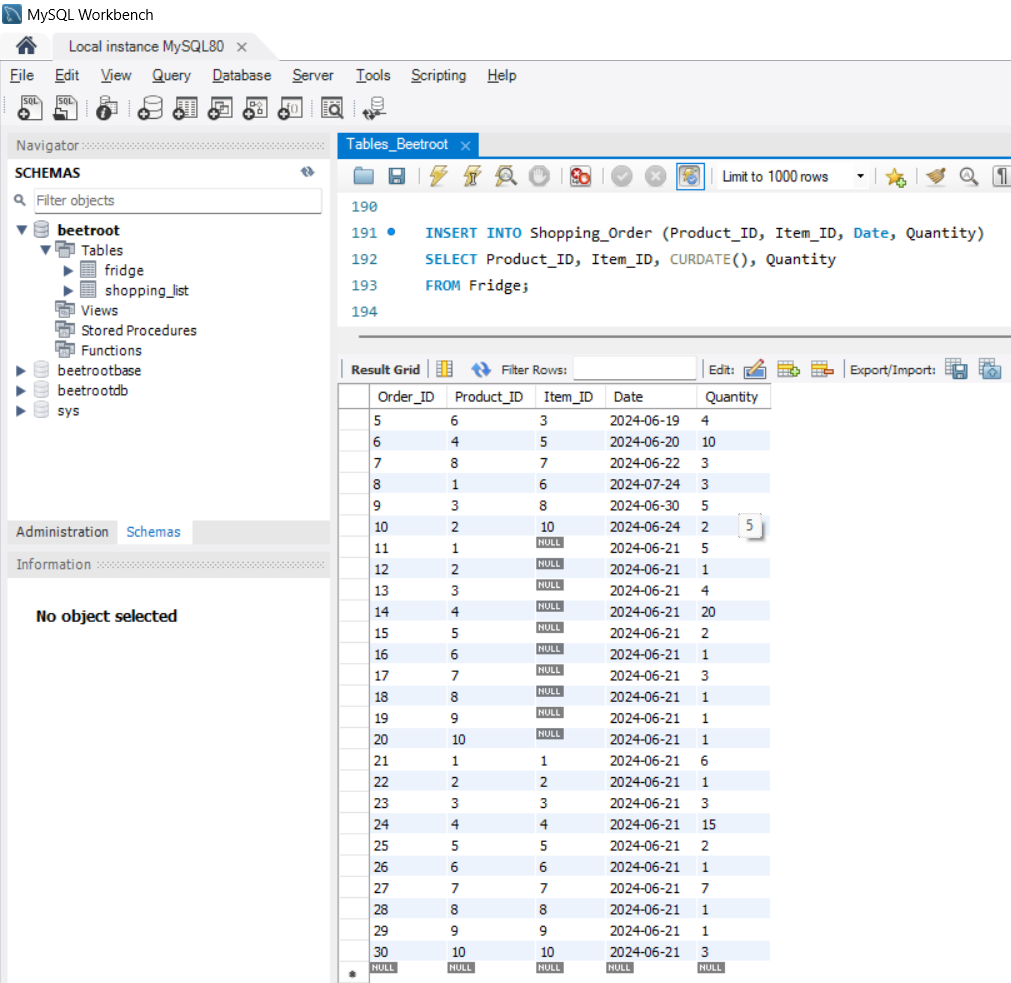 MySQL Workbench
Local instance MySQL80
File Edit View Query Database Server Tools Scripting Help
Navigator
SCHEMAS
Filter objects
beetroot
Tables
fridge
shopping_list
Views
Stored Procedures
Functions
beetrootbase
beetrootdb
sys
Administration Schemas
Information
No object selected
Tables_Beetroot
Limit to 1000 rows
190
191 INSERT INTO Shopping_Order (Product_ID, Item_ID, Date, Quantity)
192 SELECT Product_ID, Item_ID, CURDATE(), Quantity
193 FROM Fridge;
194
Result Grid Filter Rows: Edit: Export/Import:
Order_ID Product_ID Item_ID Date Quantity
5 6 3 2024-06-19 4
6 4 5 2024-06-20 10
7 8 7 2024-06-22 3
8 1 6 2024-07-24 3
9 3 8 2024-06-30 5
10 2 10 2024-06-24 2 5
11 1 NULL 2024-06-21 5
12 2 NULL 2024-06-21 1
13 3 NULL 2024-06-21 4
14 4 NULL 2024-06-21 20
15 5 NULL 2024-06-21 2
16 6 NULL 2024-06-21 1
17 7 NULL 2024-06-21 3
18 8 NULL 2024-06-21 1
19 9 NULL 2024-06-21 1
20 10 NULL 2024-06-21 1
21 1 1 2024-06-21 6
22 2 2 2024-06-21 1
23 3 3 2024-06-21 3
24 4 4 2024-06-21 15
25 5 5 2024-06-21 2
26 6 6 2024-06-21 1
27 7 7 2024-06-21 7
28 8 8 2024-06-21 1
29 9 9 2024-06-21 1
30 10 10 2024-06-21 3
NULL NULL NULL NULL NULL